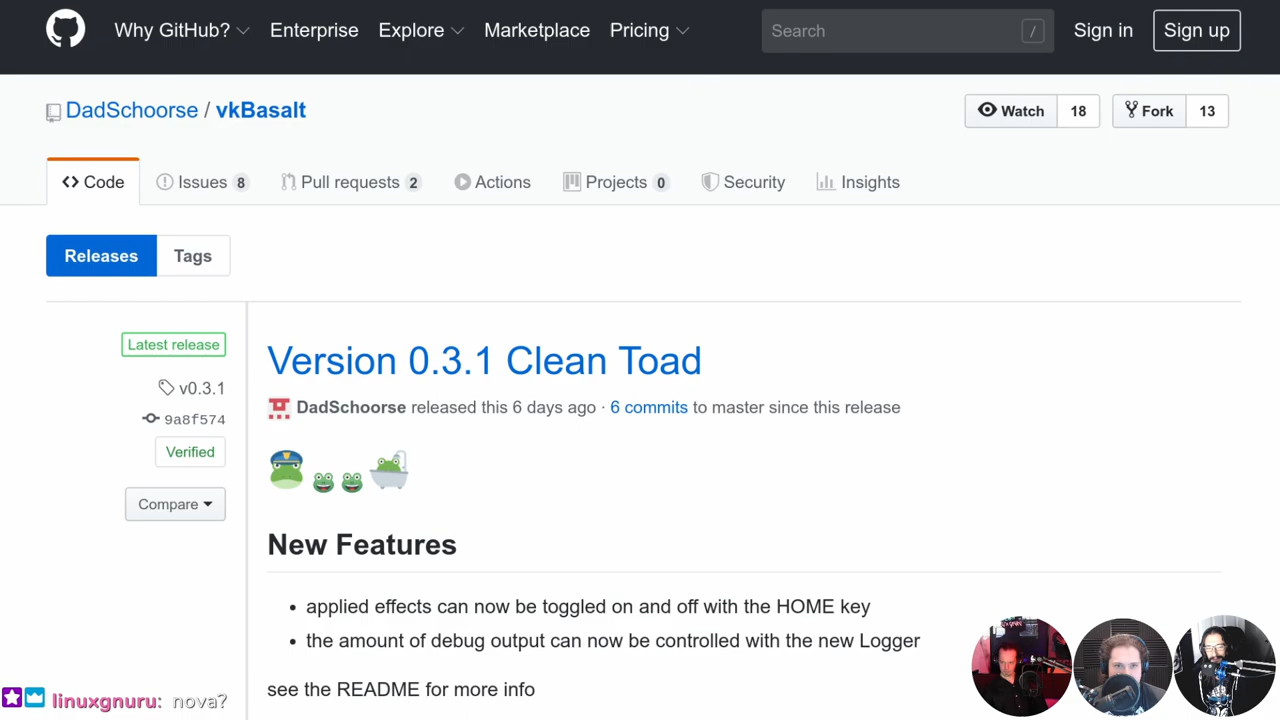 Why GitHub? Enterprise Explore Marketplace Pricing Search / Sign in Sign up
DadSchoorse / vkBasalt Watch 18 Fork 13
Code Issues 8 Pull requests 2 Actions Projects 0 Security Insights
Releases Tags
Latest release
v0.3.1
9a8f574
Verified
Compare
Version 0.3.1 Clean Toad
DadSchoorse released this 6 days ago · 6 commits to master since this release
New Features
• applied effects can now be toggled on and off with the HOME key
• the amount of debug output can now be controlled with the new Logger
see the README for more info
linuxgnuru: nova?